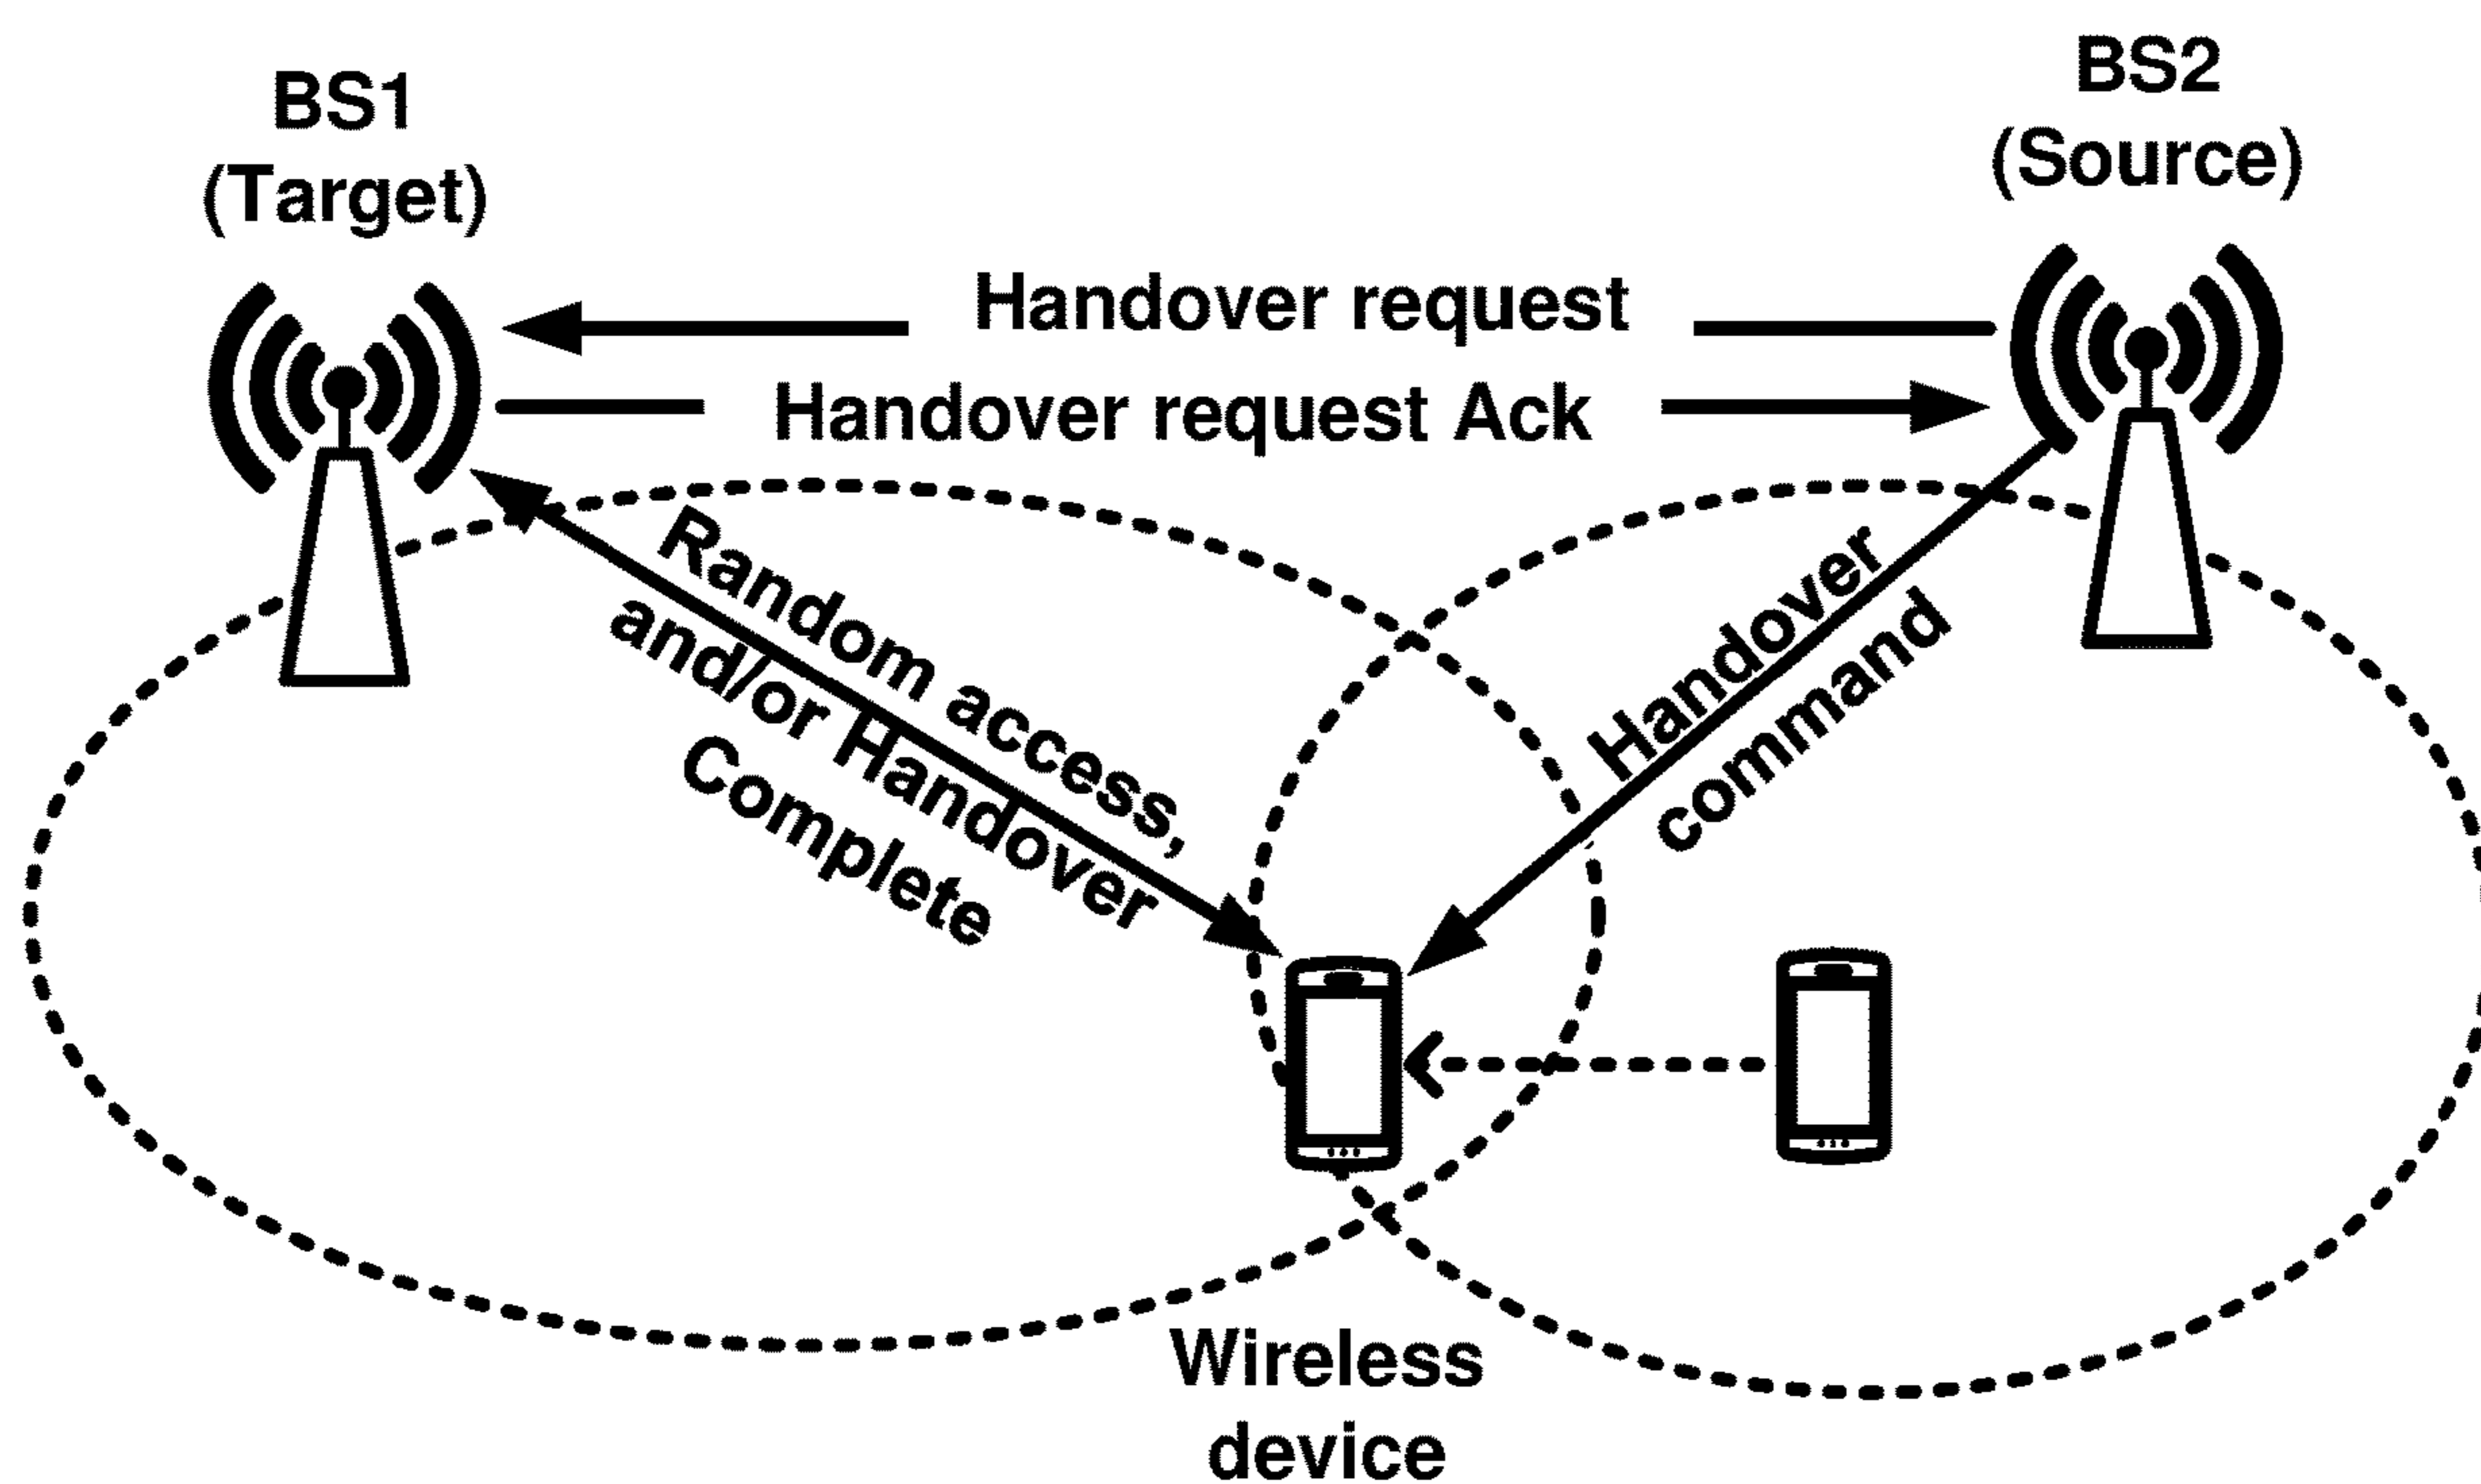 BS1
(Target)
BS2
(Source)
Handover request
Handover request Ack
Random access,
and/or Handover
Complete
Handover
command
Wireless
device